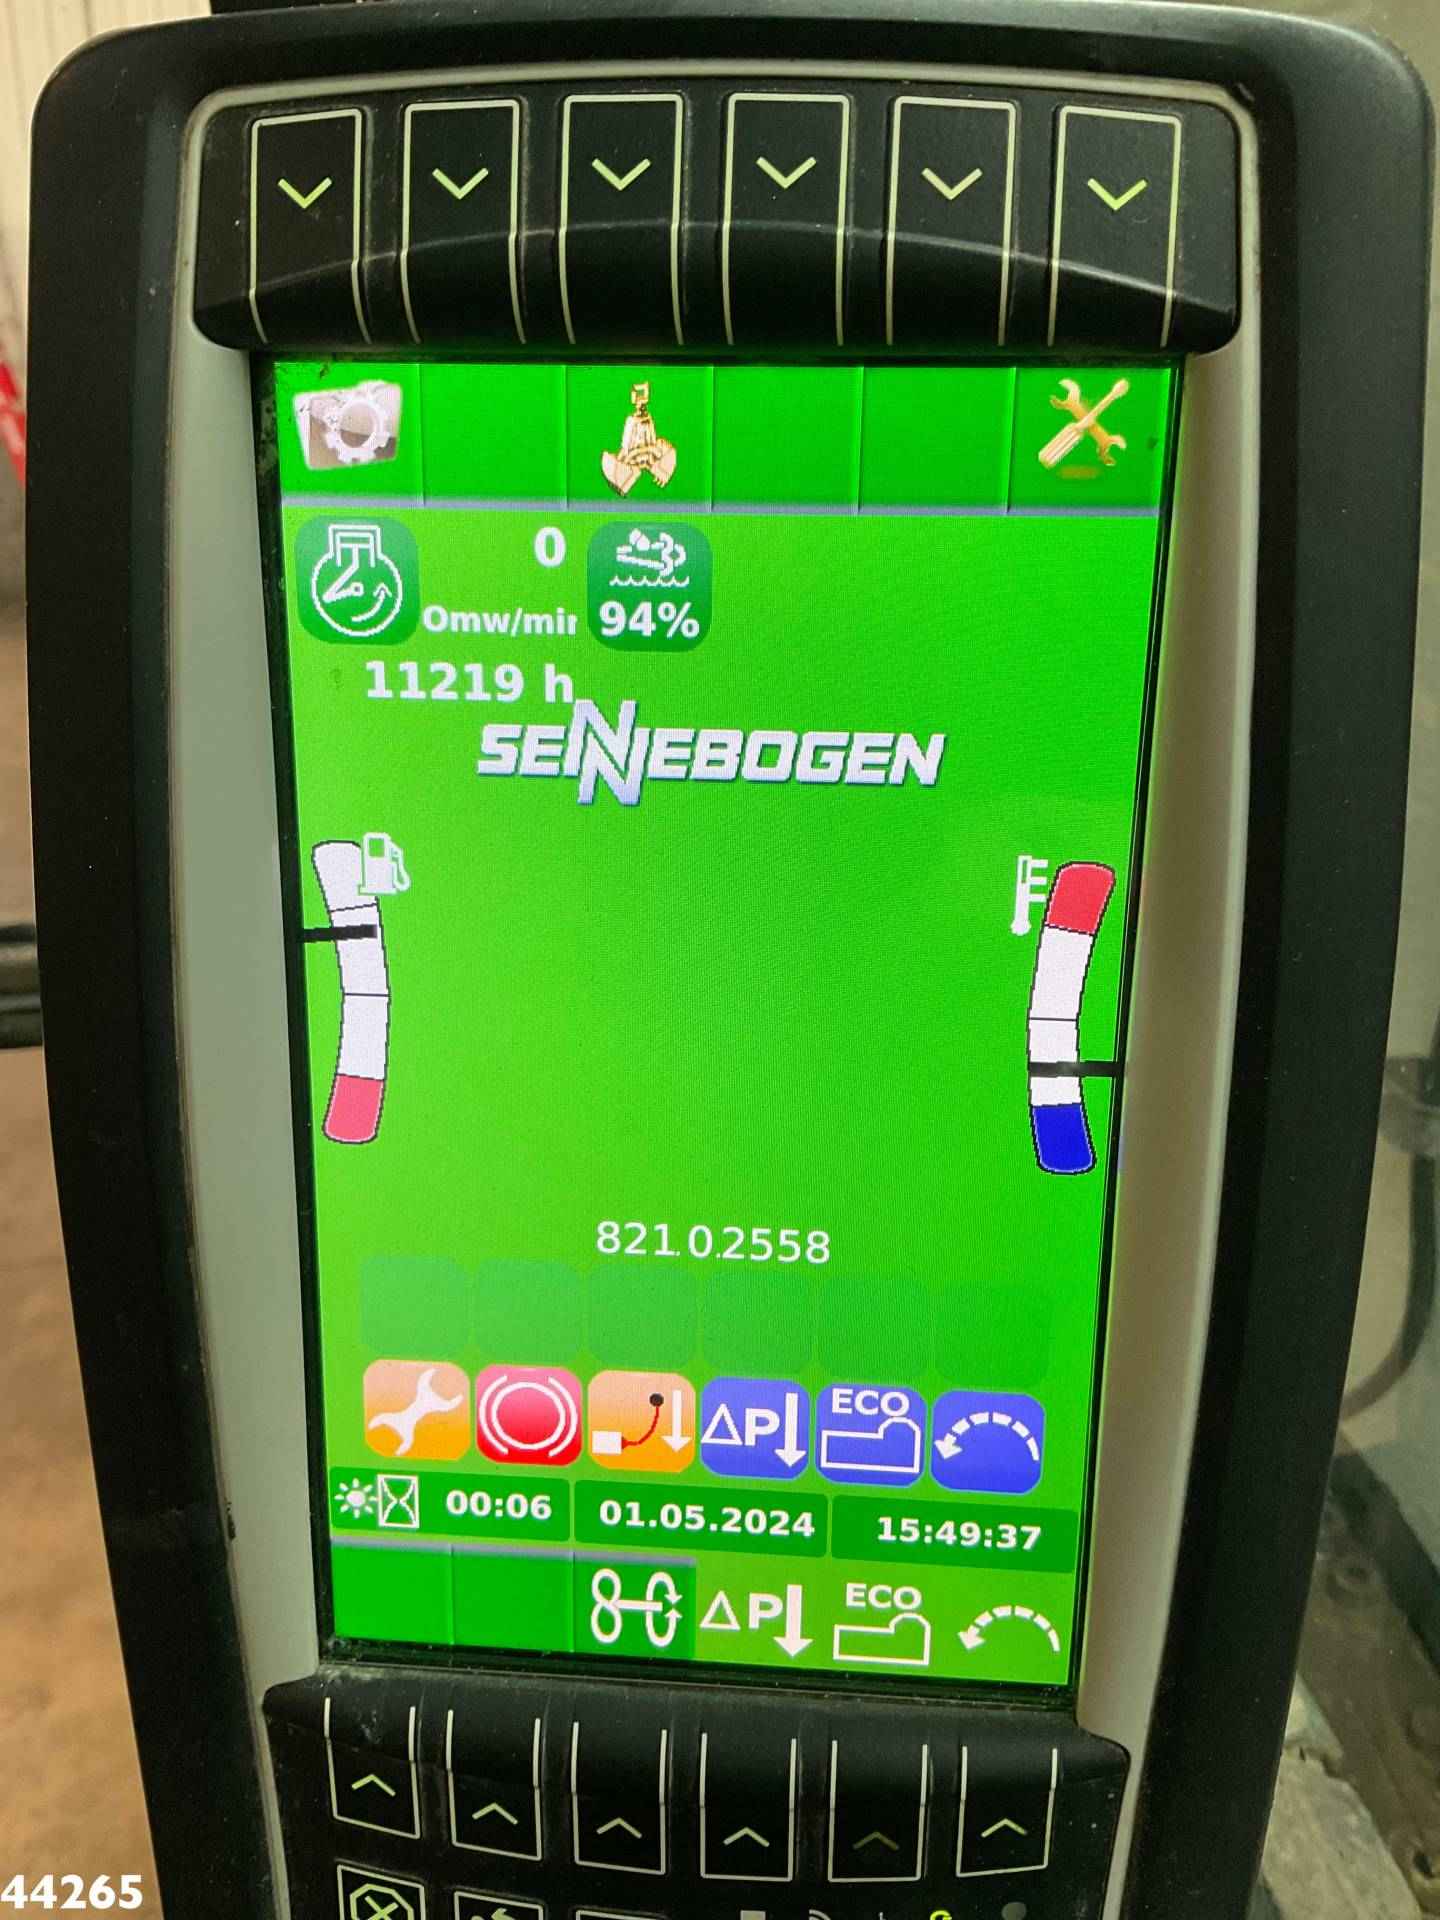 0
Omw/min
94%
11219 h
SENNEBOGEN
821.0.2558
ΔP
ECO
00:06
01.05.2024
15:49:37
ΔP
ECO
44265